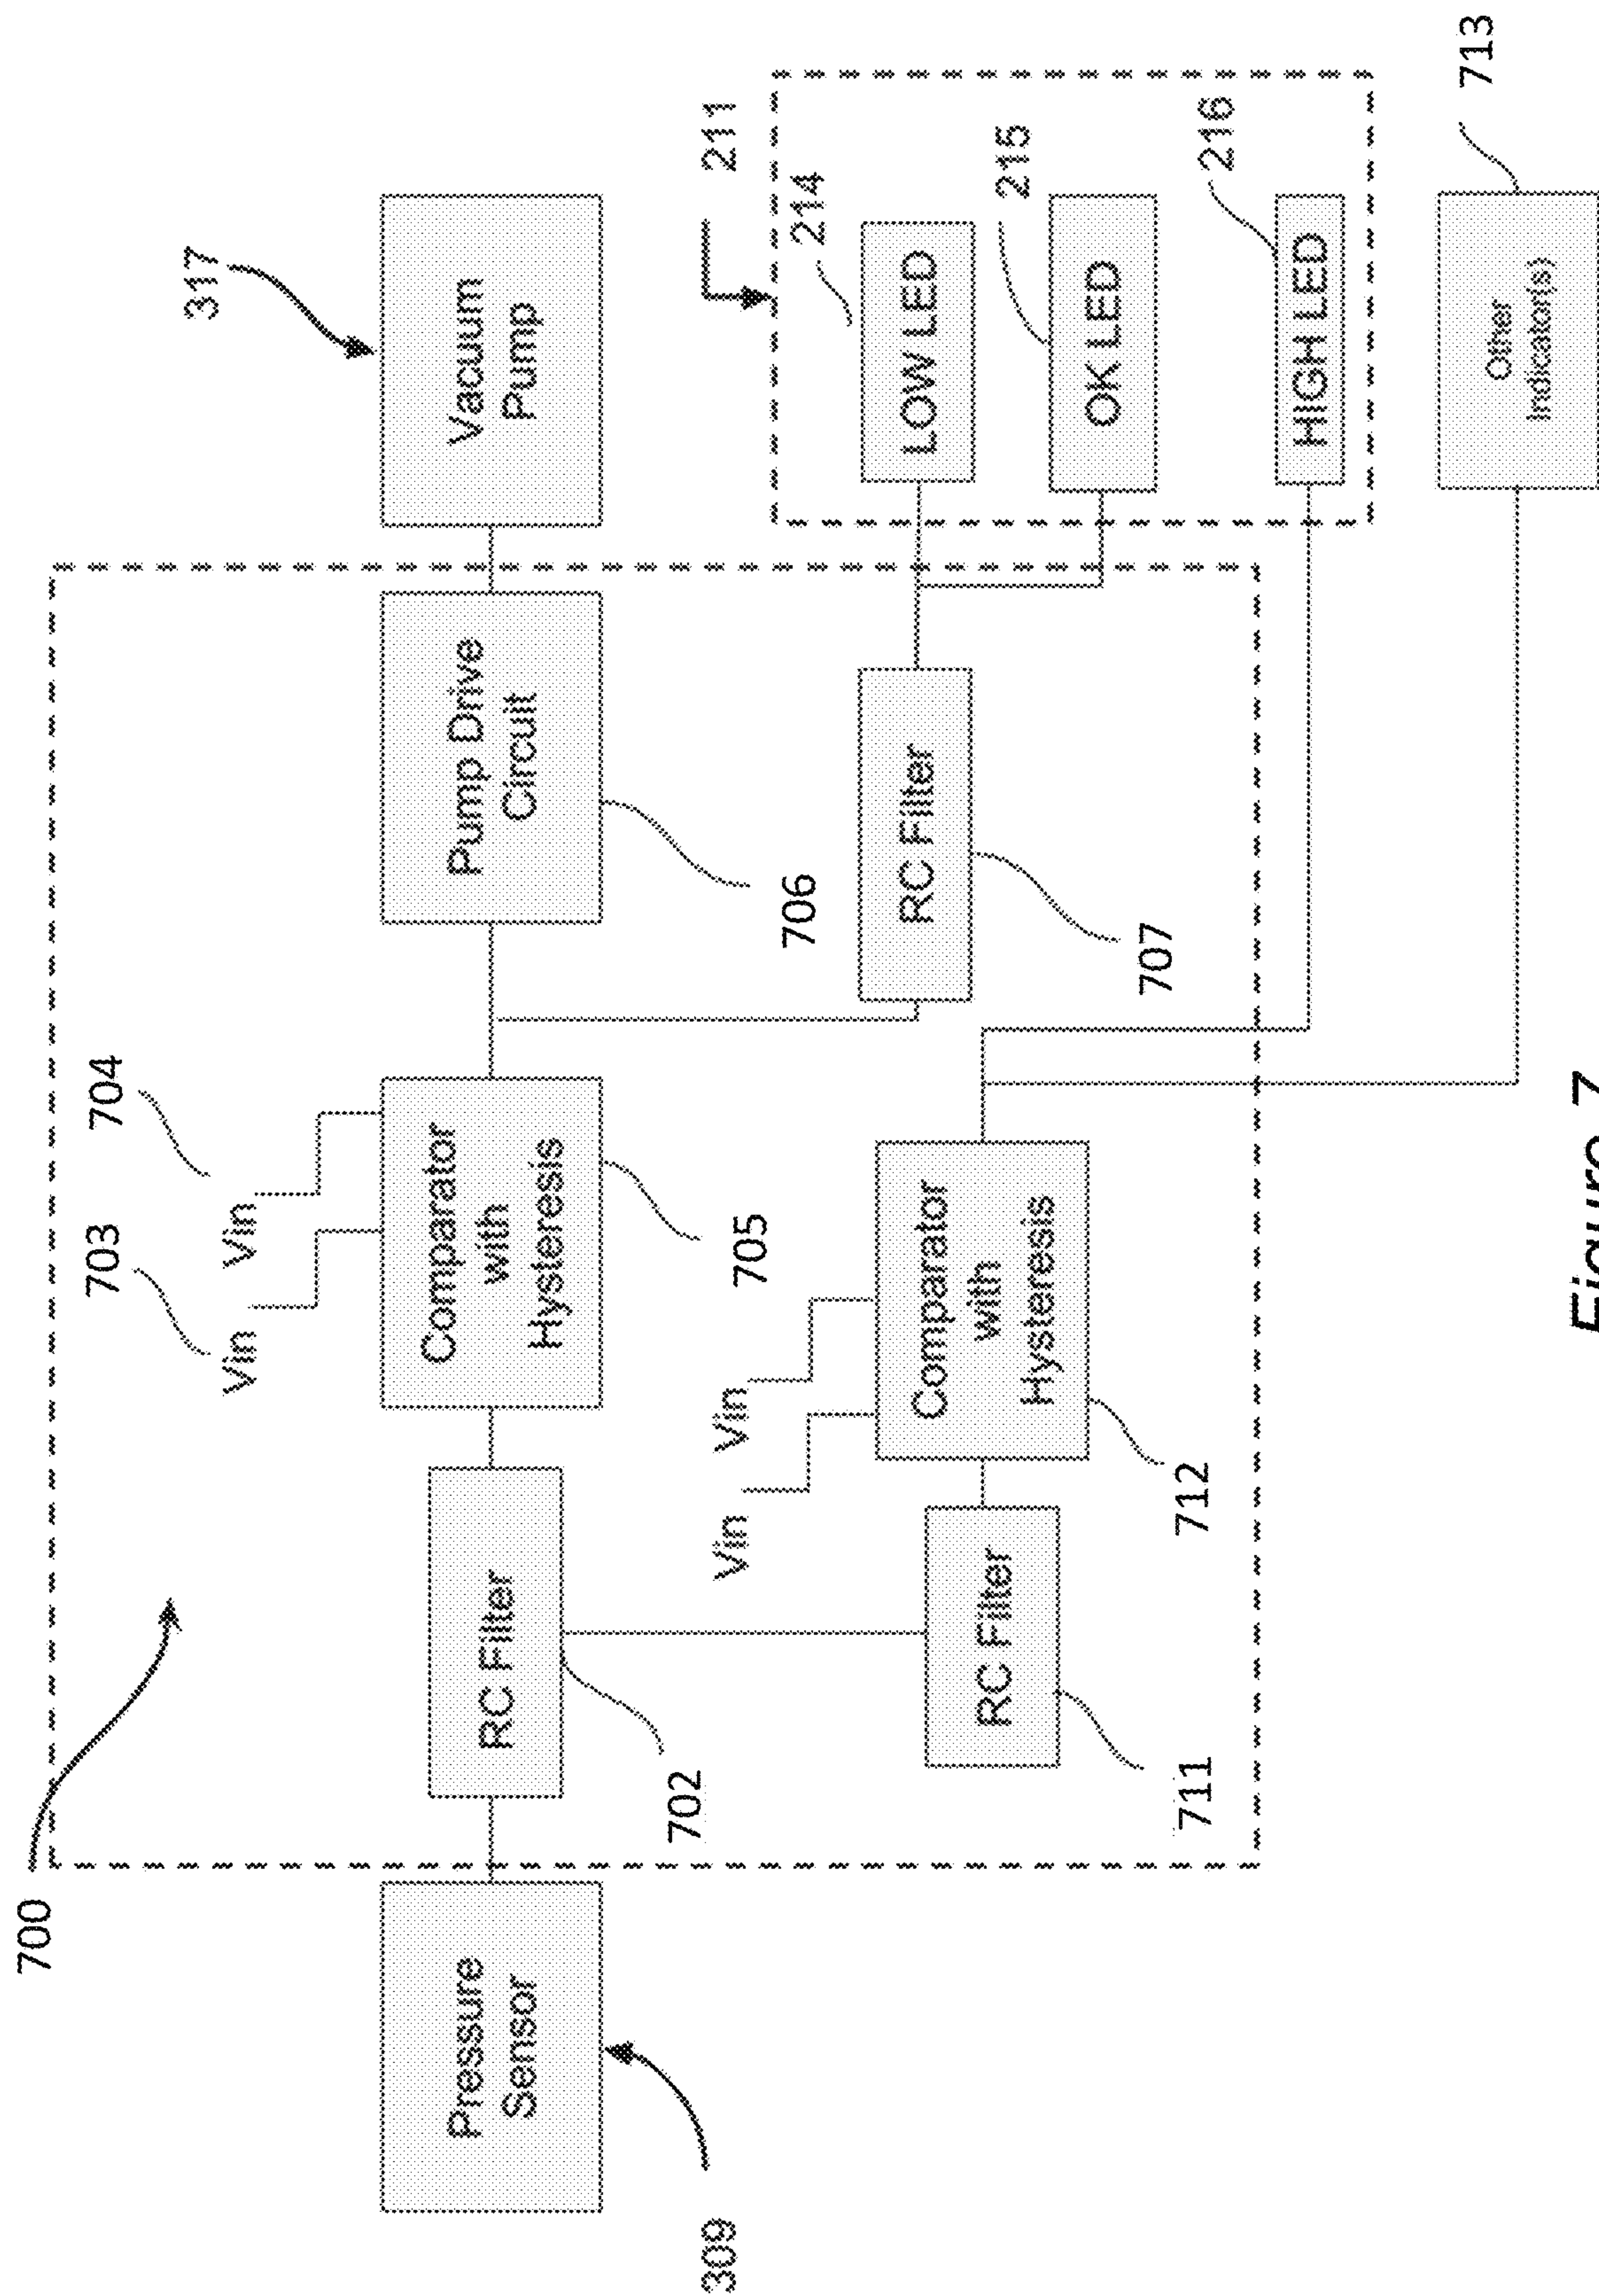 700
703
704
317
Vin
Vin
Pressure
Sensor
RC Filter
Comparator
with
Hysteresis
Pump Drive
Circuit
Vacuum
Pump
309
702
705
706
211
Vin
Vin
214
RC Filter
Comparator
with
Hysteresis
RC Filter
LOW LED
215
OK LED
711
712
707
216
HIGH LED
713
Other
Indicator(s)
Figure 7